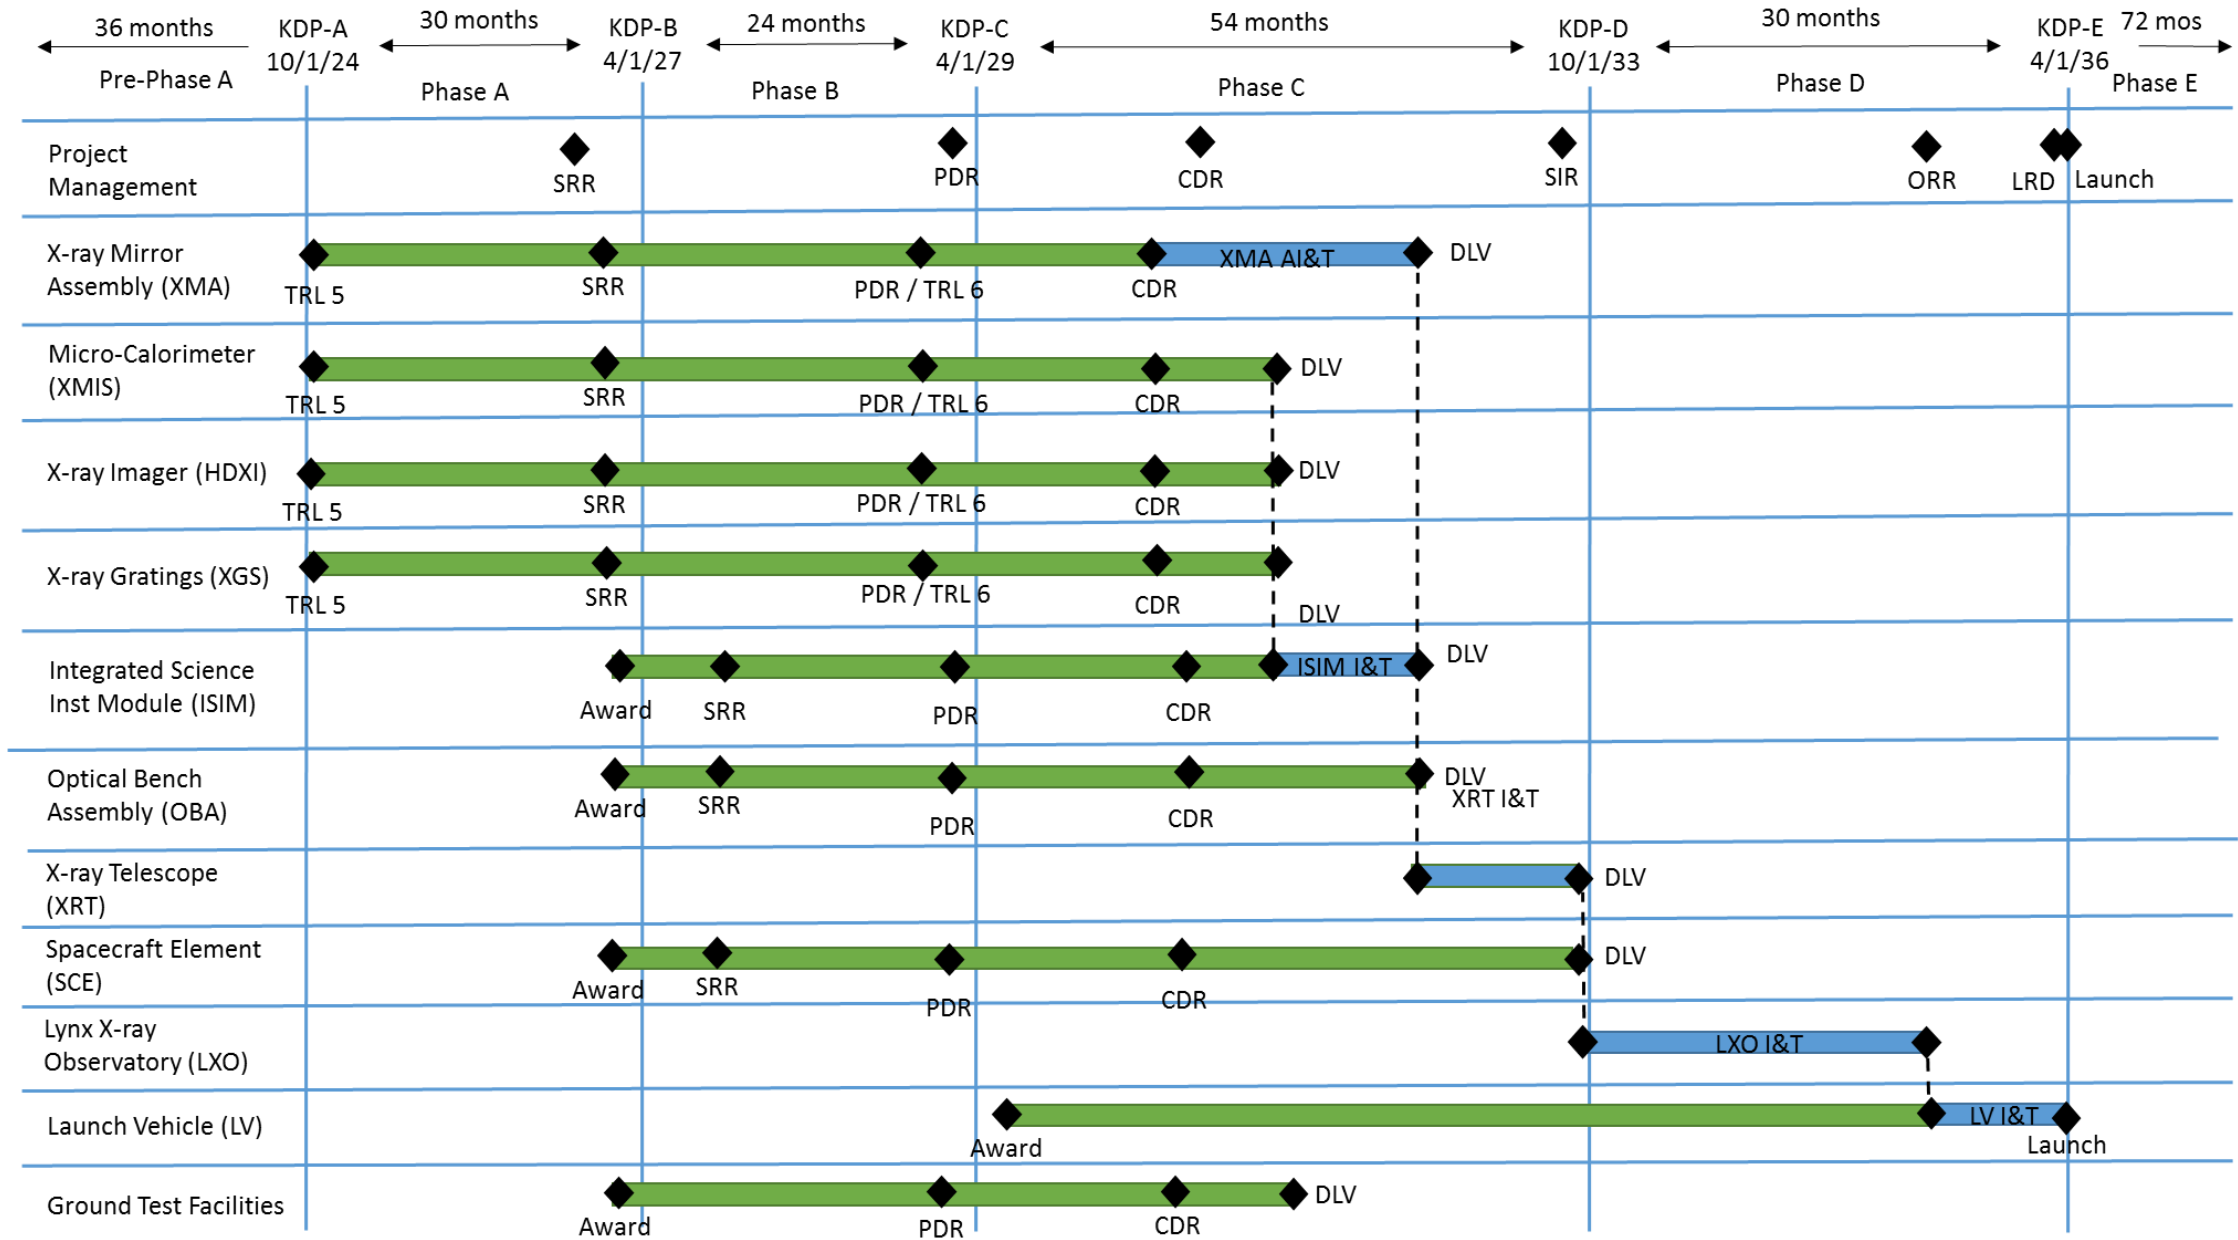 36 months
KDP-A
10/1/24
30 months
KDP-B
4/1/27
24 months
KDP-C
4/1/29
54 months
KDP-D
10/1/33
30 months
KDP-E
4/1/36
72 mos
Pre-Phase A
Phase A
Phase B
Phase C
Phase D
Phase E
Project
Management
SRR
PDR
CDR
SIR
ORR
LRD
Launch
X-ray Mirror
Assembly (XMA)
TRL 5
SRR
PDR / TRL 6
CDR
XMA AI&T
DLV
Micro-Calorimeter
(XMIS)
TRL 5
SRR
PDR / TRL 6
CDR
DLV
X-ray Imager (HDXI)
TRL 5
SRR
PDR / TRL 6
CDR
DLV
X-ray Gratings (XGS)
TRL 5
SRR
PDR / TRL 6
CDR
DLV
Integrated Science
Inst Module (ISIM)
Award
SRR
PDR
CDR
ISIM I&T
DLV
Optical Bench
Assembly (OBA)
Award
SRR
PDR
CDR
DLV
XRT I&T
X-ray Telescope
(XRT)
DLV
Spacecraft Element
(SCE)
Award
SRR
PDR
CDR
DLV
Lynx X-ray
Observatory (LXO)
LXO I&T
Launch Vehicle (LV)
Award
LV I&T
Launch
Ground Test Facilities
Award
PDR
CDR
DLV